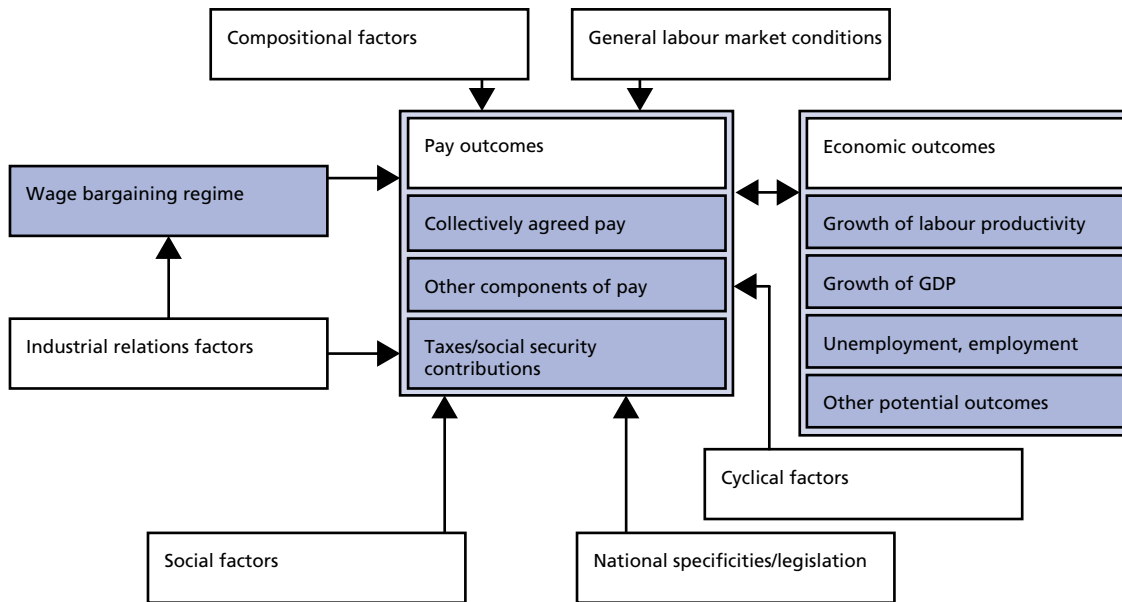 Compositional factors
General labour market conditions
Pay outcomes
Economic outcomes
Wage bargaining regime
Collectively agreed pay
Growth of labour productivity
Other components of pay
Growth of GDP
Industrial relations factors
Taxes/social security
contributions
Unemployment, employment
Other potential outcomes
Cyclical factors
Social factors
National specificities/legislation